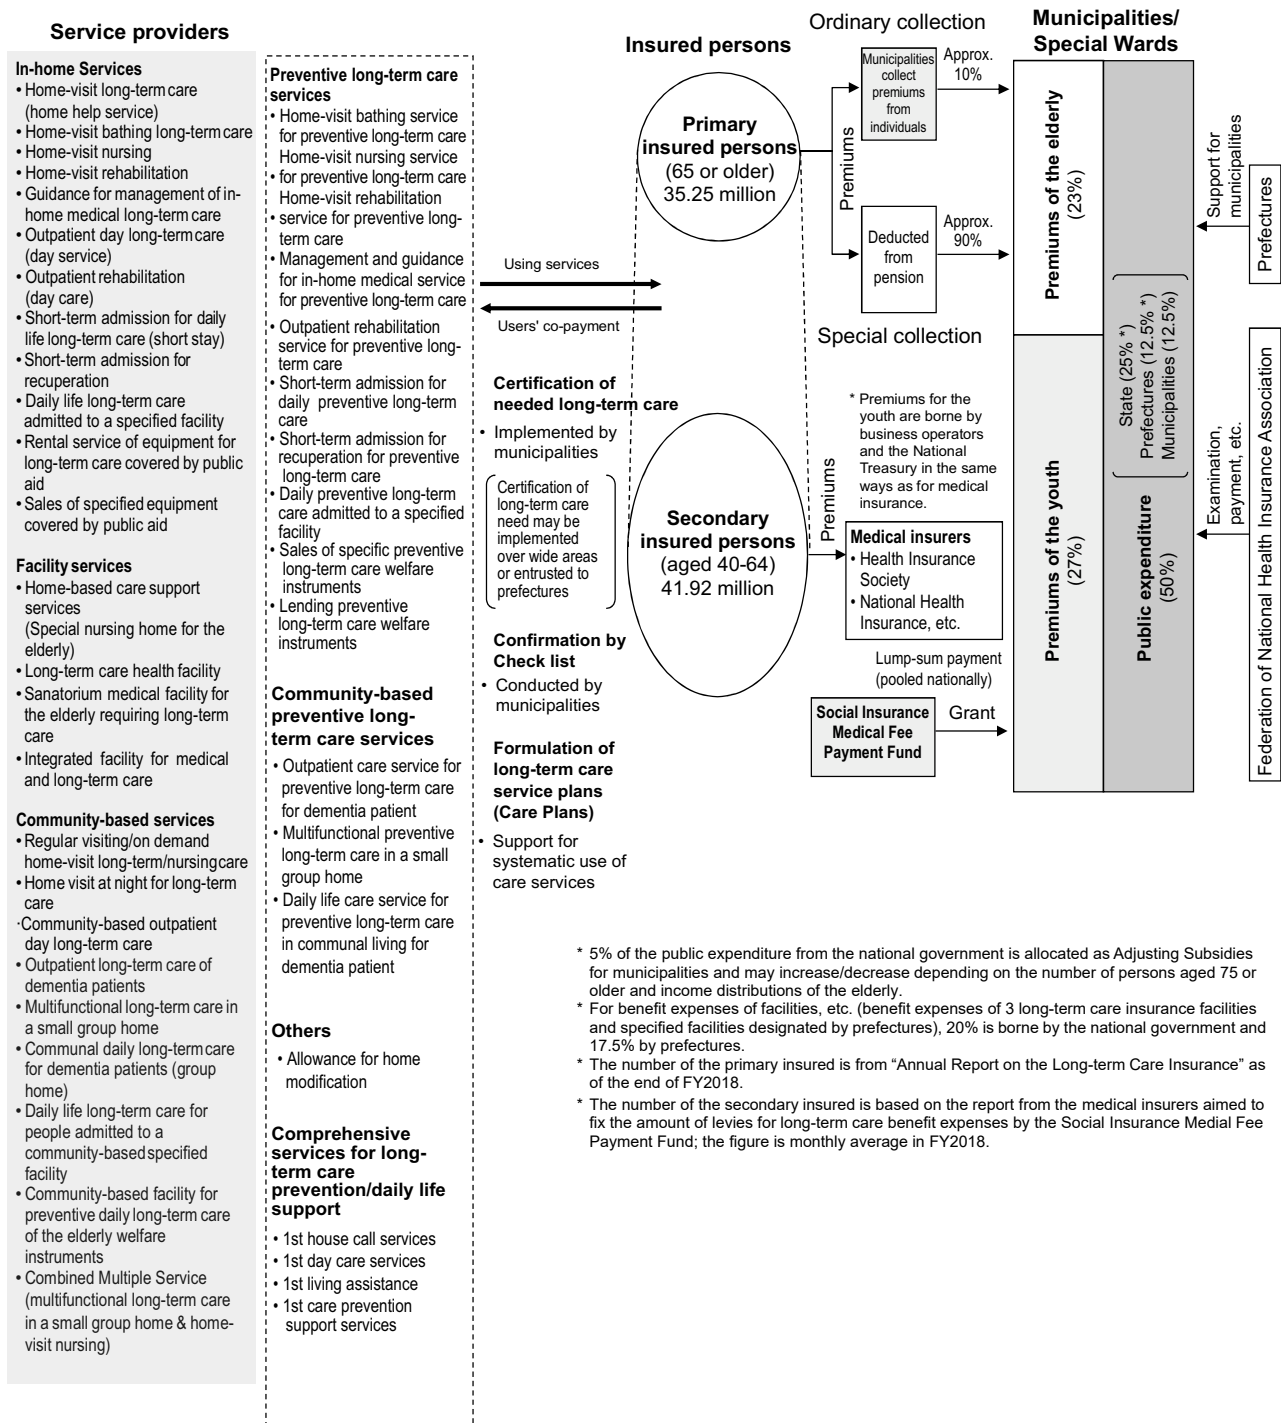 Service providers
In-home Services
• Home-visit long-term care
(home help service)
• Home-visit bathing long-term care
• Home-visit nursing
• Home-visit rehabilitation
• Guidance for management of in-
home medical long-term care
• Outpatient day long-term care
(day service)
• Outpatient rehabilitation
(day care)
• Short-term admission for daily
life long-term care (short stay)
• Short-term admission for
recuperation
• Daily life long-term care
admitted to a specified facility
• Rental service of equipment for
long-term care covered by public
aid
• Sales of specified equipment
covered by public aid
Facility services
• Home-based care support
services
(Special nursing home for the
elderly)
• Long-term care health facility
• Sanatorium medical facility for
the elderly requiring long-term
care
• Integrated facility for medical
and long-term care
Community-based services
• Regular visiting/on demand
home-visit long-term/nursing care
• Home visit at night for long-term
care
·Community-based outpatient
day long-term care
• Outpatient long-term care of
dementia patients
• Multifunctional long-term care in
a small group home
• Communal daily long-term care
for dementia patients (group
home)
• Daily life long-term care for
people admitted to a
community-based specified
facility
• Community-based facility for
preventive daily long-term care
of the elderly welfare
instruments
• Combined Multiple Service
(multifunctional long-term care
in a small group home & home-
visit nursing)
Preventive long-term care
services
• Home-visit bathing service
for preventive long-term care
Home-visit nursing service
• for preventive long-term care
Home-visit rehabilitation
• service for preventive long-
term care
• Management and guidance
for in-home medical service
for preventive long-term care
• Outpatient rehabilitation
service for preventive long-
term care
• Short-term admission for
daily preventive long-term
care
• Short-term admission for
recuperation for preventive
long-term care
• Daily preventive long-term
care admitted to a specified
facility
• Sales of specific preventive
long-term care welfare
instruments
• Lending preventive
long-term care welfare
instruments
Community-based
preventive long-
term care services
• Outpatient care service for
preventive long-term care
for dementia patient
• Multifunctional preventive
long-term care in a small
group home
• Daily life care service for
preventive long-term care
in communal living for
dementia patient
Others
• Allowance for home
modification
Comprehensive
services for long-
term care
prevention/daily life
support
• 1st house call services
• 1st day care services
• 1st living assistance
• 1st care prevention
support services
Using services
Users' co-payment
Certification of
needed long-term care
• Implemented by
municipalities
Certification of
long-term care
need may be
implemented
over wide areas
or entrusted to
prefectures
Confirmation by
Check list
• Conducted by
municipalities
Formulation of
long-term care
service plans
(Care Plans)
• Support for
systematic use of
care services
Insured persons
Primary
insured persons
(65 or older)
35.25 million
Secondary
insured persons
(aged 40-64)
41.92 million
Ordinary collection
Municipalities
collect
premiums
from
individuals
Approx.
10%
Premiums
Deducted
from
pension
Approx.
90%
Special collection
* Premiums for the
youth are borne by
business operators
and the National
Treasury in the same
ways as for medical
insurance.
Premiums
Medical insurers
• Health Insurance
Society
• National Health
Insurance, etc.
Lump-sum payment
(pooled nationally)
Social Insurance
Medical Fee
Payment Fund
Grant
Municipalities/
Special Wards
Premiums of the elderly
(23%)
Premiums of the youth
(27%)
Public expenditure
(50%)
State (25% *)
Prefectures (12.5% *)
Municipalities (12.5%)
Support for
municipalities
Prefectures
Examination,
payment, etc.
Federation of National Health Insurance Association
* 5% of the public expenditure from the national government is allocated as Adjusting Subsidies
for municipalities and may increase/decrease depending on the number of persons aged 75 or
older and income distributions of the elderly.
* For benefit expenses of facilities, etc. (benefit expenses of 3 long-term care insurance facilities
and specified facilities designated by prefectures), 20% is borne by the national government and
17.5% by prefectures.
* The number of the primary insured is from “Annual Report on the Long-term Care Insurance” as
of the end of FY2018.
* The number of the secondary insured is based on the report from the medical insurers aimed to
fix the amount of levies for long-term care benefit expenses by the Social Insurance Medial Fee
Payment Fund; the figure is monthly average in FY2018.